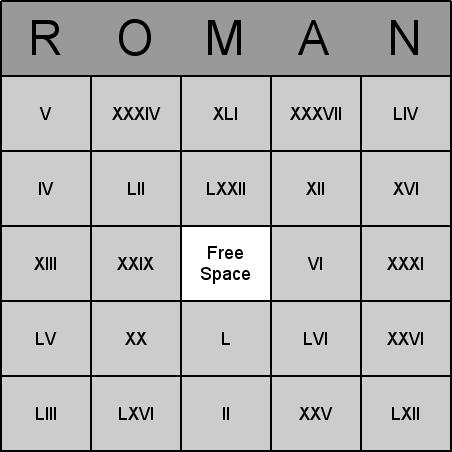 R O M A N
V XXXIV XLI XXXVII LIV
IV LII LXXII XII XVI
XIII XXIX Free Space VI XXXI
LV XX L LVI XXVI
LIII LXVI II XXV LXII